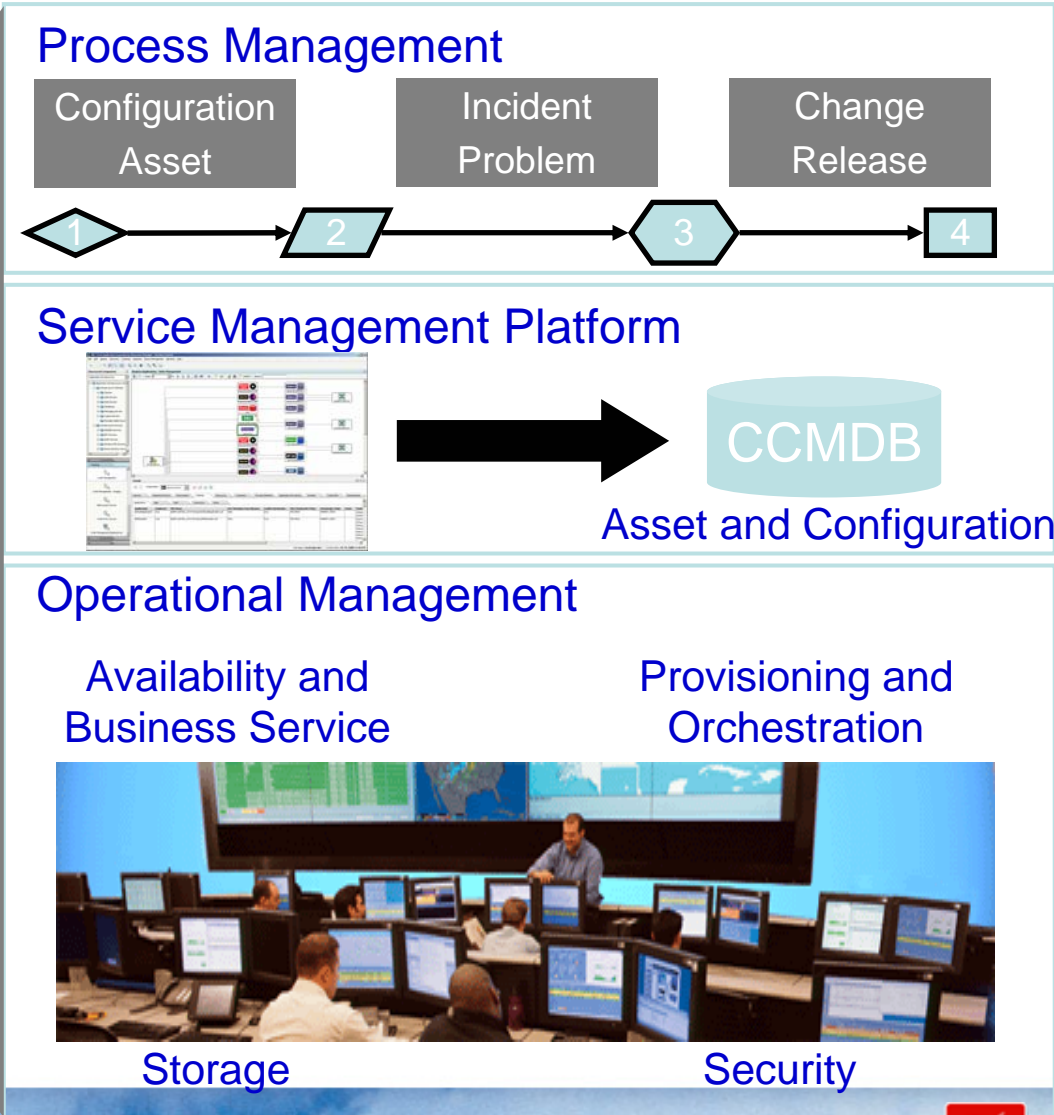 Process Management
Configuration
Asset
Incident
Problem
Change
Release
1
2
3
4
Service Management Platform
CCMDB
Asset and Configuration
Operational Management
Availability and
Business Service
Provisioning and
Orchestration
Storage
Security